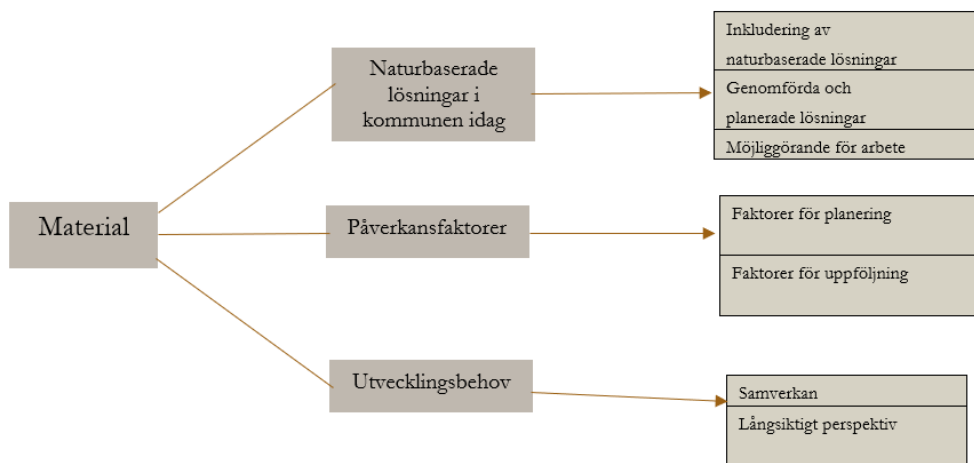 Material
Naturbaserade
lösningar i
kommunen idag
Inkludering av
naturbaserade lösningar
Genomförda och
planerade lösningar
Möjliggörande för arbete
Påverkansfaktorer
Faktorer för planering
Faktorer för uppföljning
Utvecklingsbehov
Samverkan
Långsiktigt perspektiv